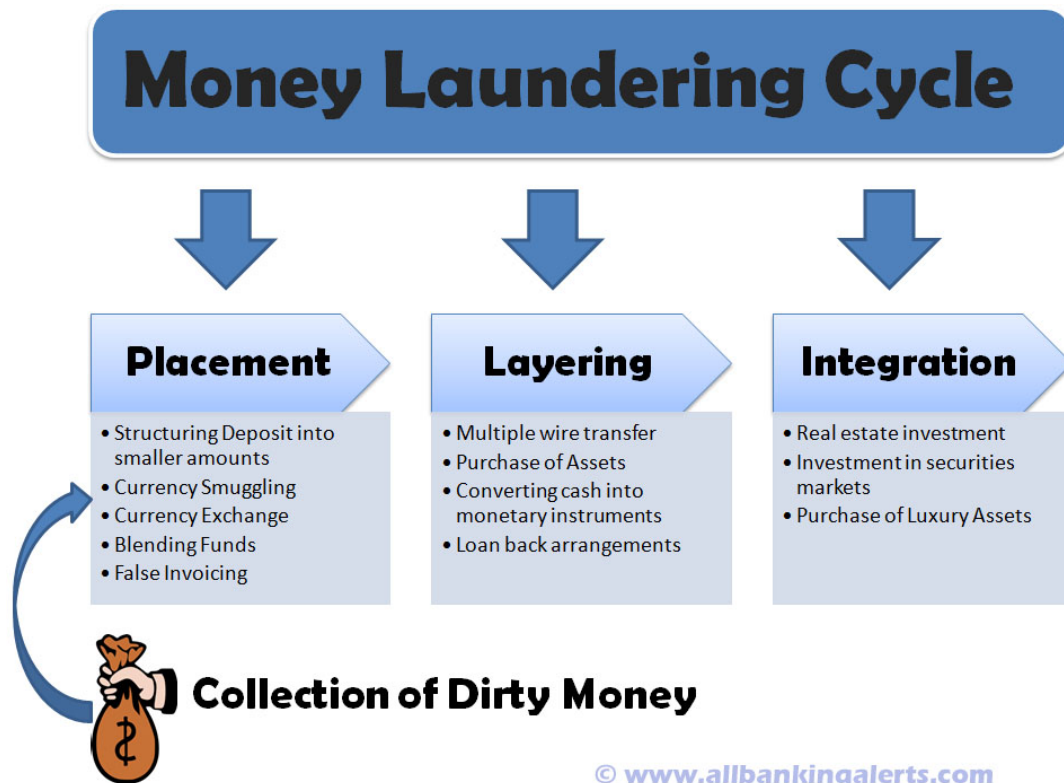 Money Laundering Cycle
Placement
• Structuring Deposit into
smaller amounts
• Currency Smuggling
• Currency Exchange
• Blending Funds
• False Invoicing
Layering
• Multiple wire transfer
• Purchase of Assets
• Converting cash into
monetary instruments
• Loan back arrangements
Integration
• Real estate investment
• Investment in securities
markets
• Purchase of Luxury Assets
$
Collection of Dirty Money
© www.allbankingalerts.com